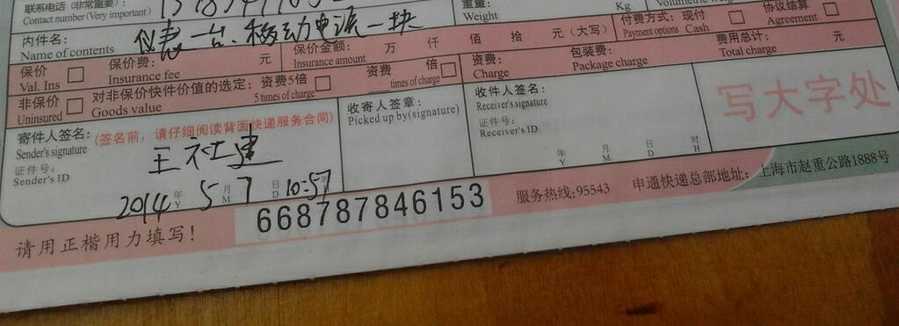 联系电话(非常重要):
Contact number(Very important)
重量:
Weight
Kg
Volumetric
内件名:
Name of contents
仪表一台、移动电源一块
付费方式: 现付
Payment options Cash
协议结算
Agreement
保价
Val. Ins
保价费: 元
Insurance fee
保价金额: 万 仟 佰 拾 元(大写)
Insurance amount
资费:
Charge
包装费:
Package charge
费用总计: 元
Total charge
非保价
Uninsured
对非保价快件价值的选定: 资费5倍
Goods value 5 times of charge
资费 倍
times of charge
寄件人签名: (签名前,请仔细阅读背面快递服务合同)
Sender's signature
证件号:
Sender's ID
2014 年 5 月 7 日 10:57
Y M D
收寄人签章:
Picked up by(signature)
收件人签名:
Receiver's signature
证件号:
Receiver's ID
年 月 日 时
Y M D H
写大字处
请用正楷用力填写!
668787846153
服务热线:95543 申通快递总部地址: 上海市赵重公路1888号